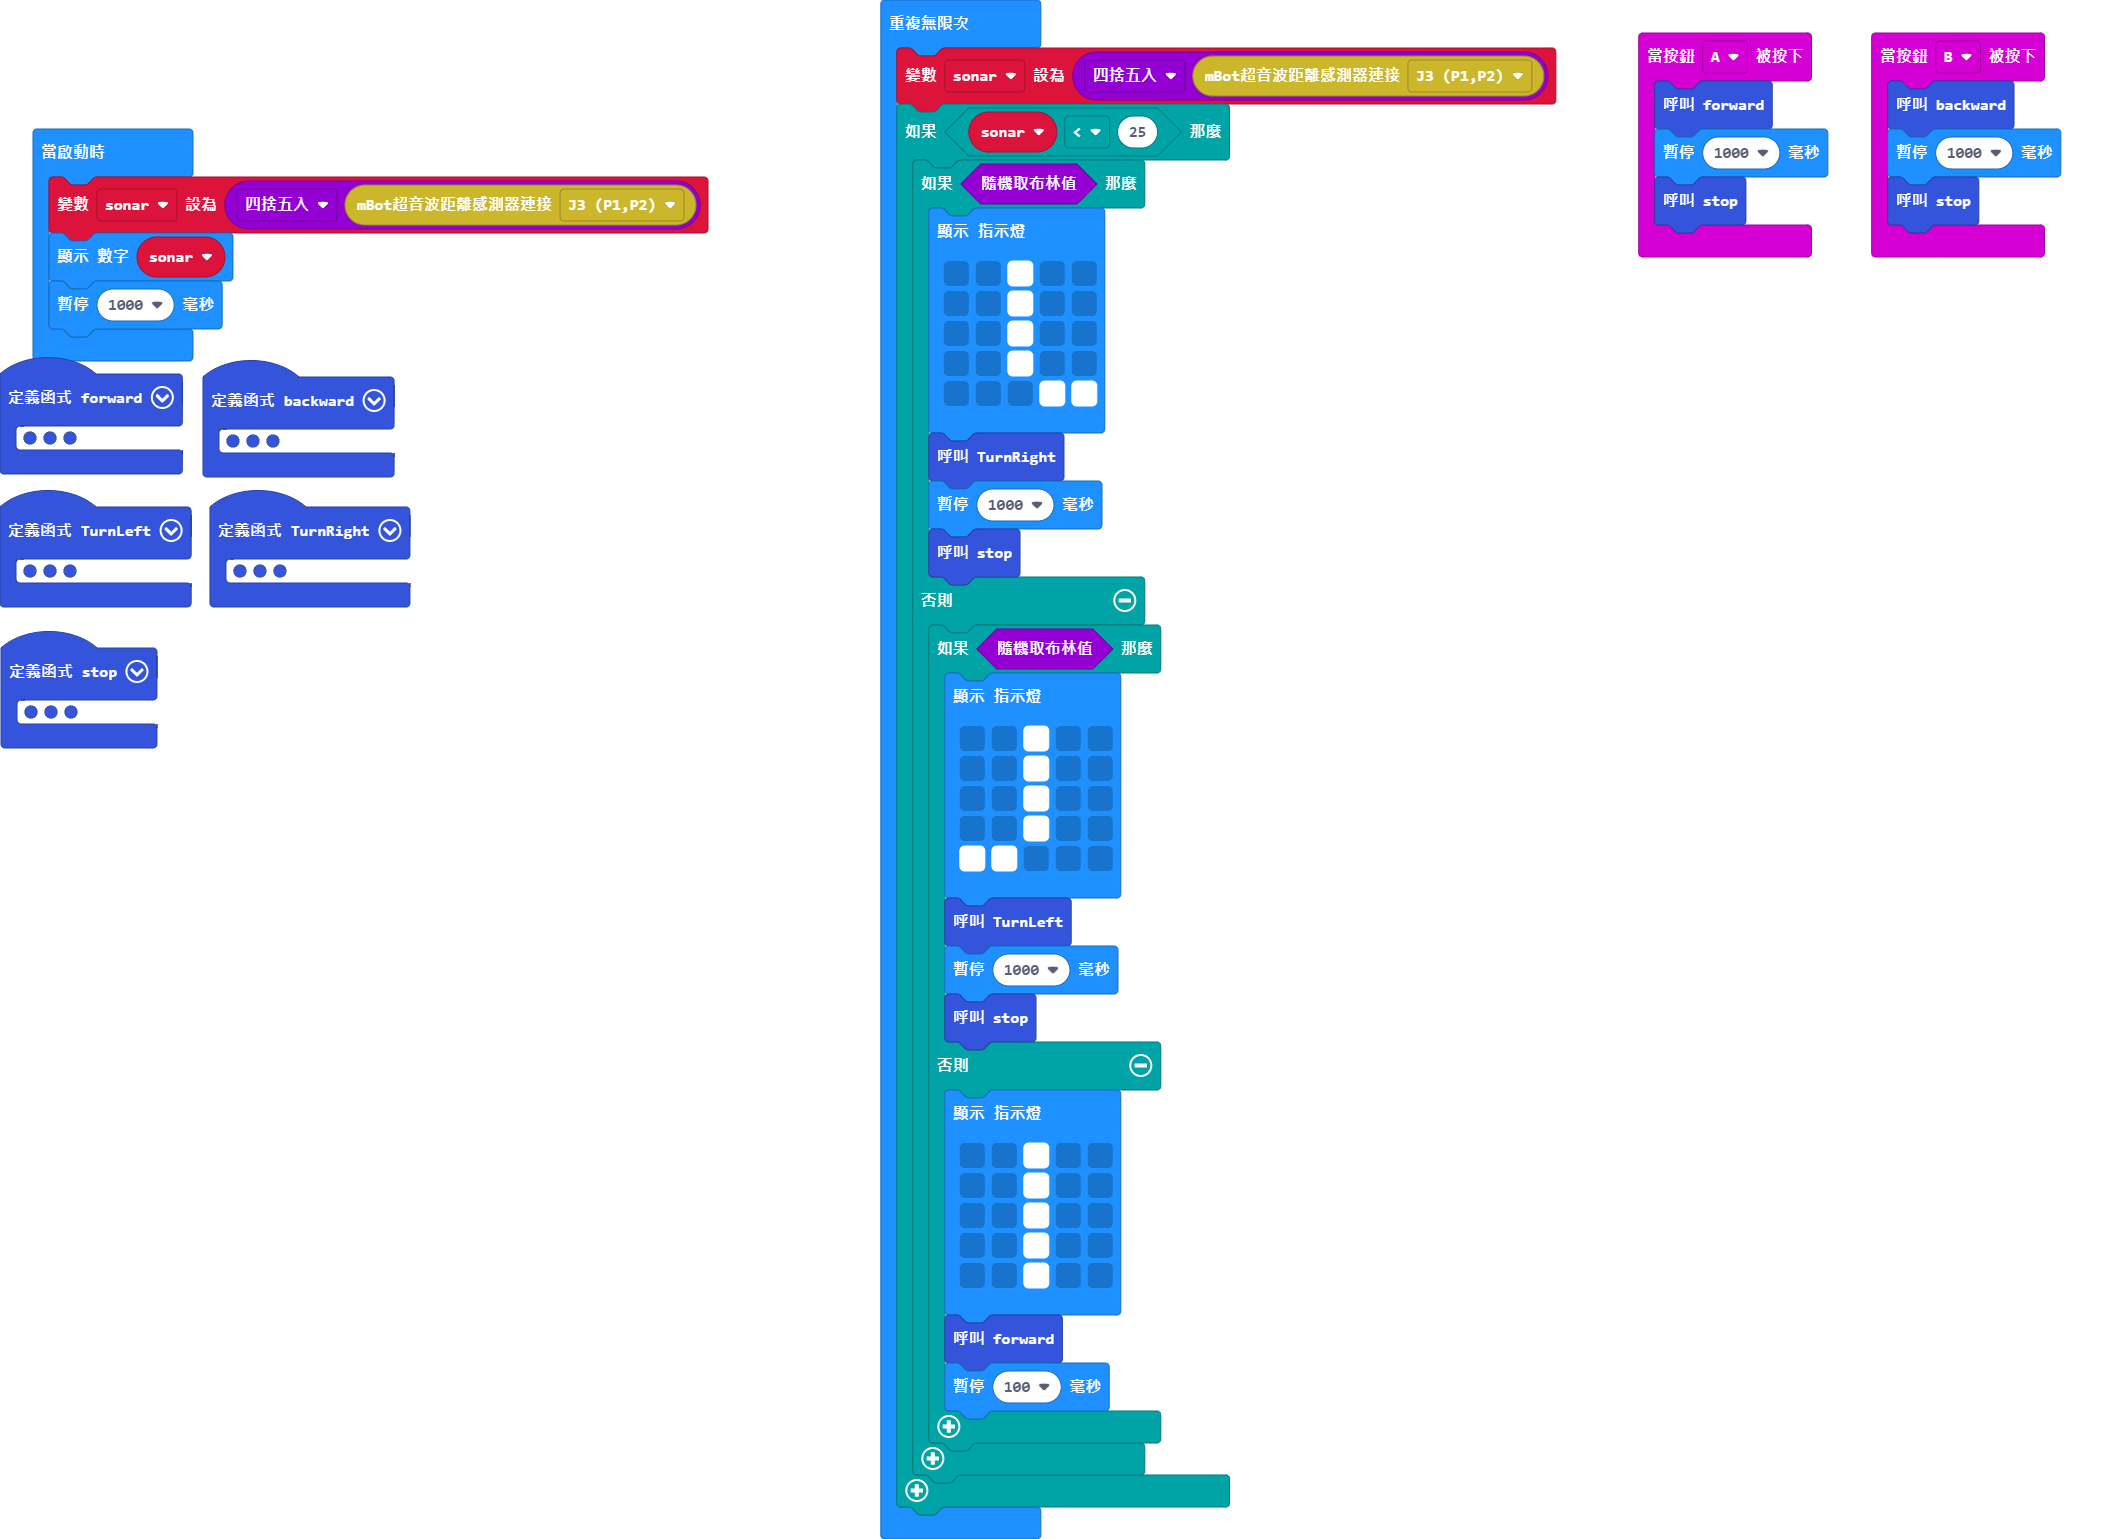 當啟動時
變數 sonar 設為 四捨五入 mBot超音波距離感測器連接 J3 (P1,P2)
顯示 數字 sonar
暫停 1000 毫秒
定義函式 forward
定義函式 backward
定義函式 TurnLeft
定義函式 TurnRight
定義函式 stop
重複無限次
變數 sonar 設為 四捨五入 mBot超音波距離感測器連接 J3 (P1,P2)
如果 sonar < 25 那麼
如果 隨機取布林值 那麼
顯示 指示燈
呼叫 TurnRight
暫停 1000 毫秒
呼叫 stop
否則
如果 隨機取布林值 那麼
顯示 指示燈
呼叫 TurnLeft
暫停 1000 毫秒
呼叫 stop
否則
顯示 指示燈
呼叫 forward
暫停 100 毫秒
當按鈕 A 被按下
呼叫 forward
暫停 1000 毫秒
呼叫 stop
當按鈕 B 被按下
呼叫 backward
暫停 1000 毫秒
呼叫 stop